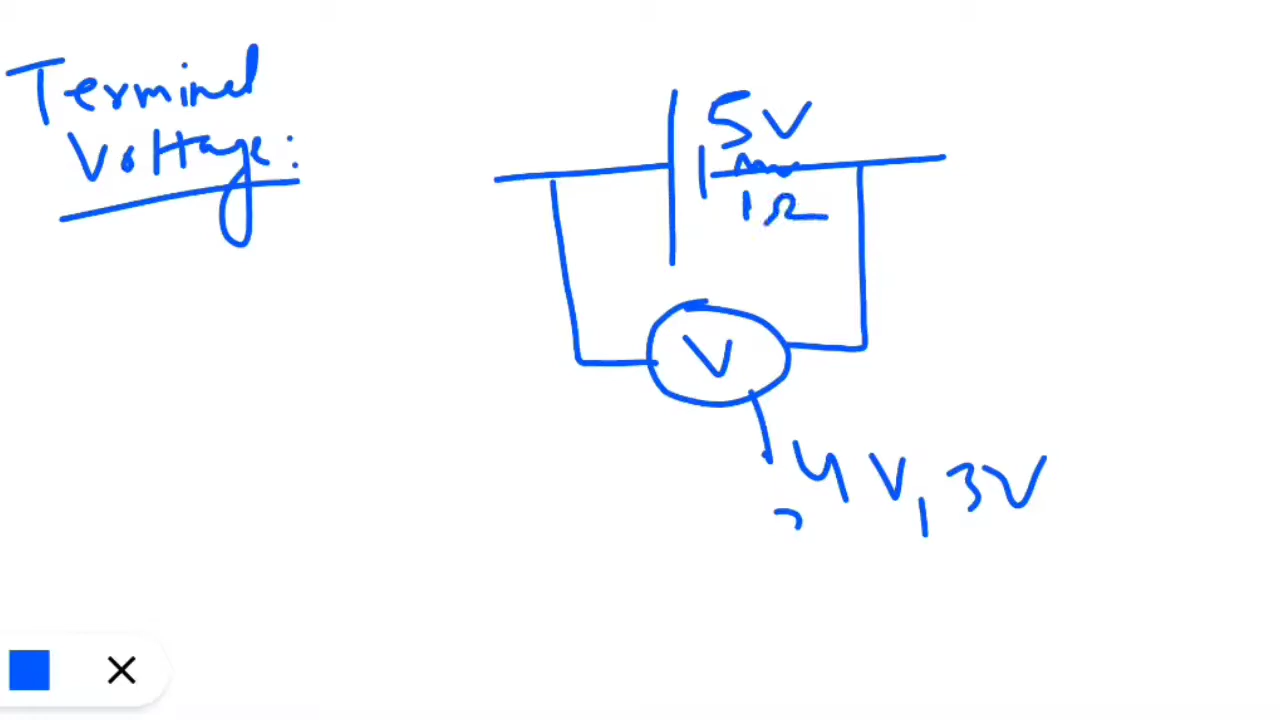 Terminal
Voltage:
5V
1Ω
V
4V, 3V